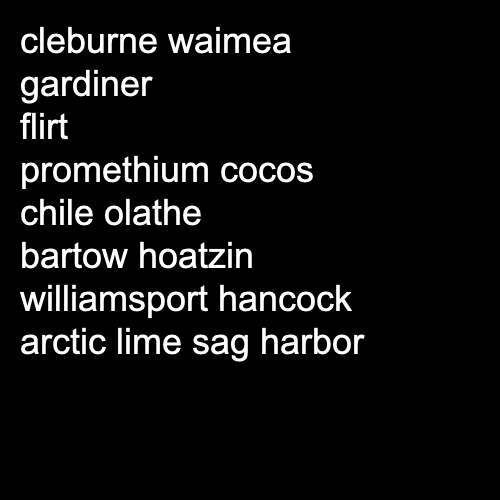 cleburne waimea
gardiner
flirt
promethium cocos
chile olathe
bartow hoatzin
williamsport hancock
arctic lime sag harbor